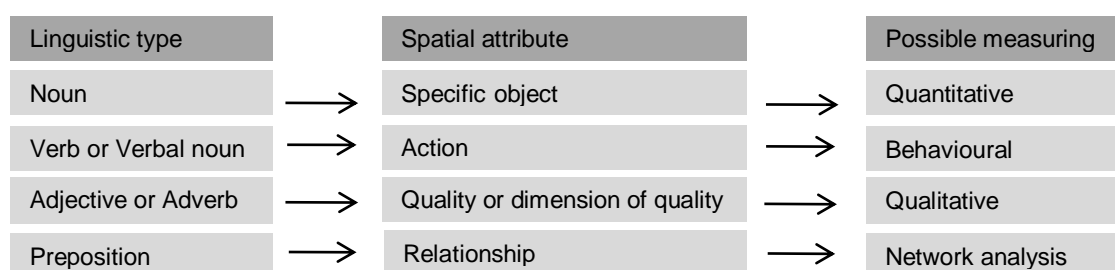 Linguistic type Spatial attribute Possible measuring
Noun Specific object Quantitative
Verb or Verbal noun Action Behavioural
Adjective or Adverb Quality or dimension of quality Qualitative
Preposition Relationship Network analysis